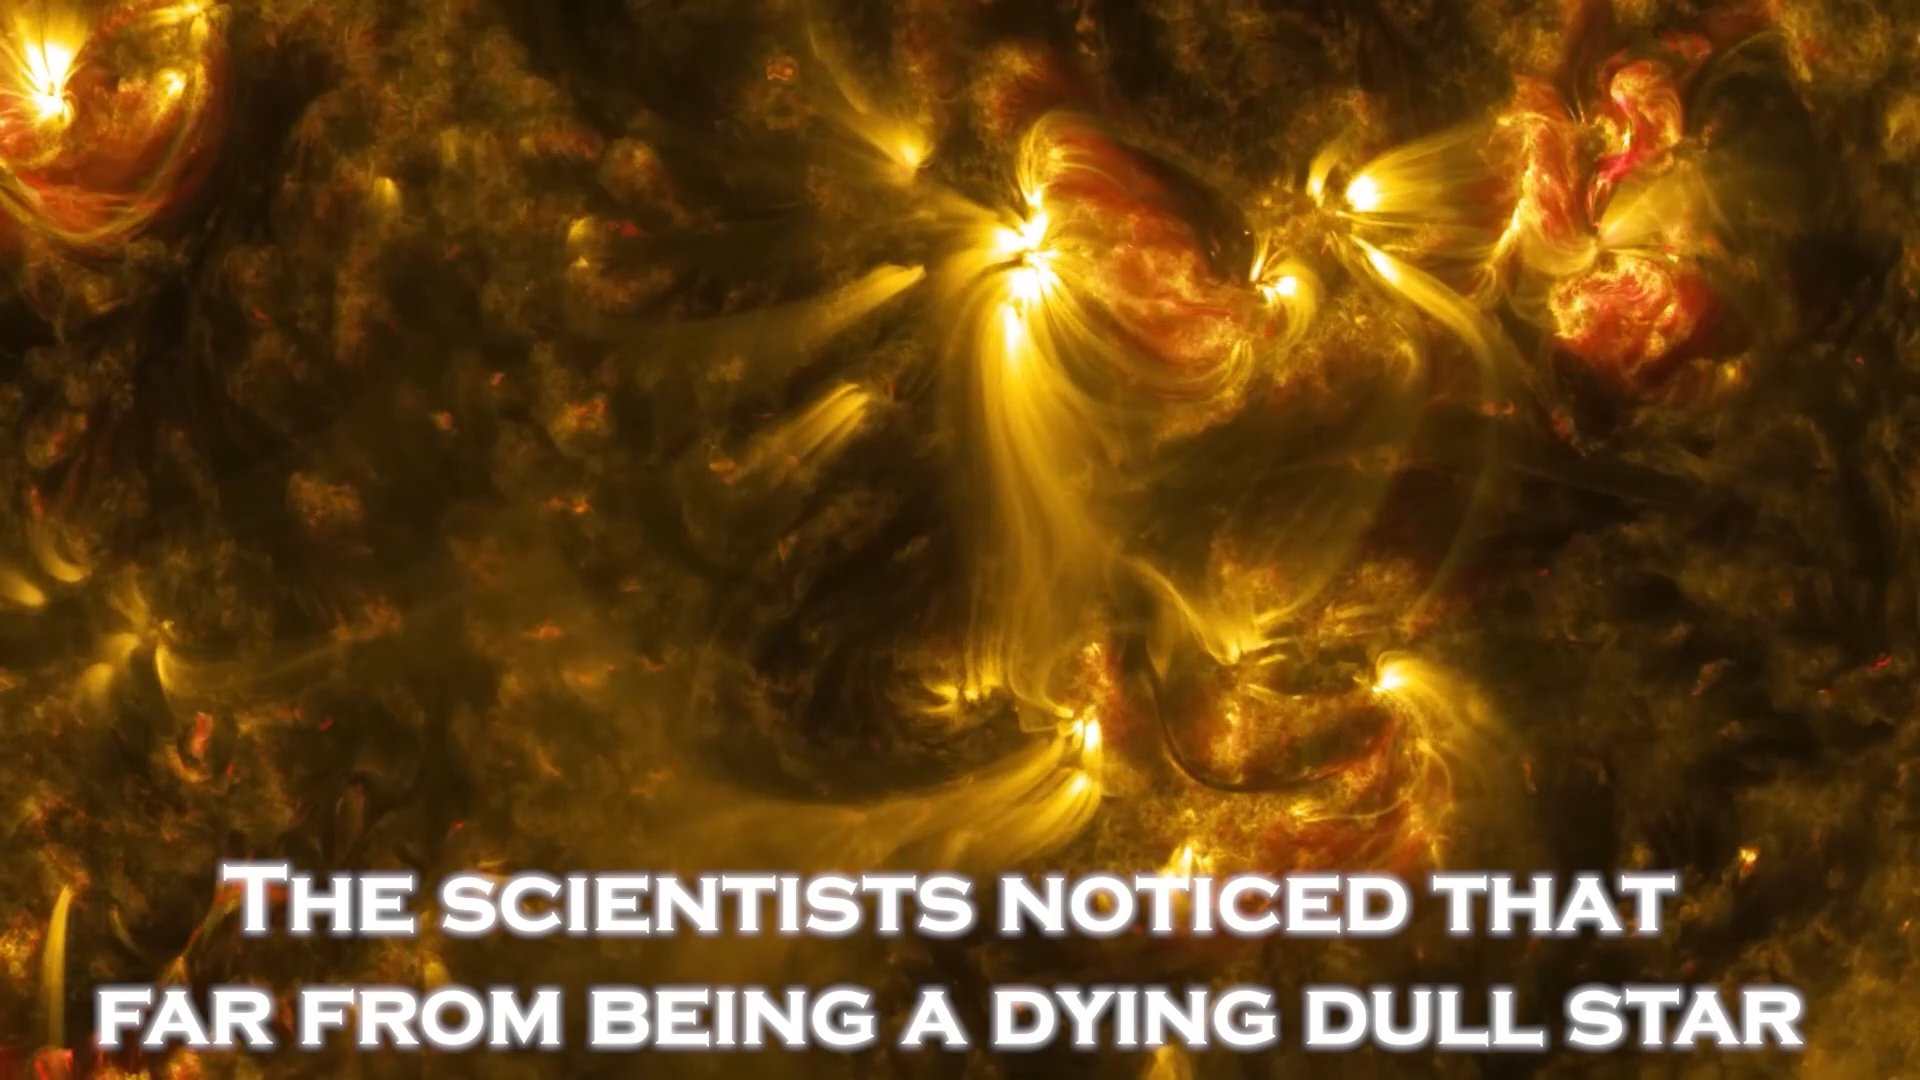 The scientists noticed that
far from being a dying dull star